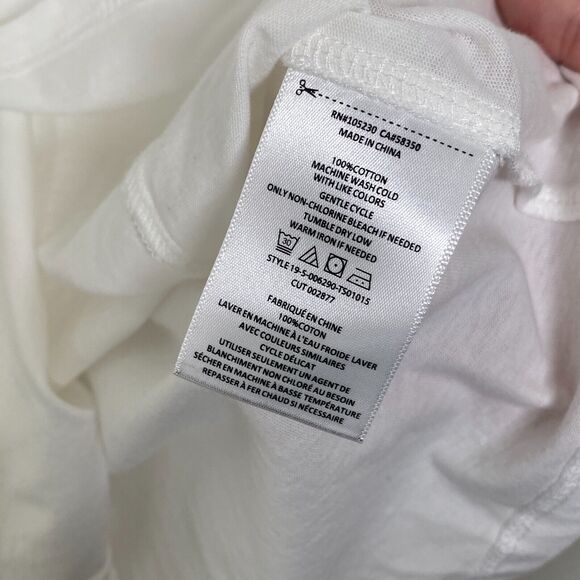 RN#105230 CA#58350
MADE IN CHINA
100%COTTON
MACHINE WASH COLD
WITH LIKE COLORS
GENTLE CYCLE
ONLY NON-CHLORINE BLEACH IF NEEDED
TUMBLE DRY LOW
WARM IRON IF NEEDED
30
STYLE 19-S-006290-TS01015
CUT 002877
FABRIQUÉ EN CHINE
100%COTON
LAVER EN MACHINE À L'EAU FROIDE LAVER
AVEC COULEURS SIMILAIRES
CYCLE DÉLICAT
UTILISER SEULEMENT UN AGENT DE
BLANCHIMENT NON CHLORÉ AU BESOIN
SÉCHER EN MACHINE À BASSE TEMPÉRATURE
REPASSER À FER CHAUD SI NÉCESSAIRE